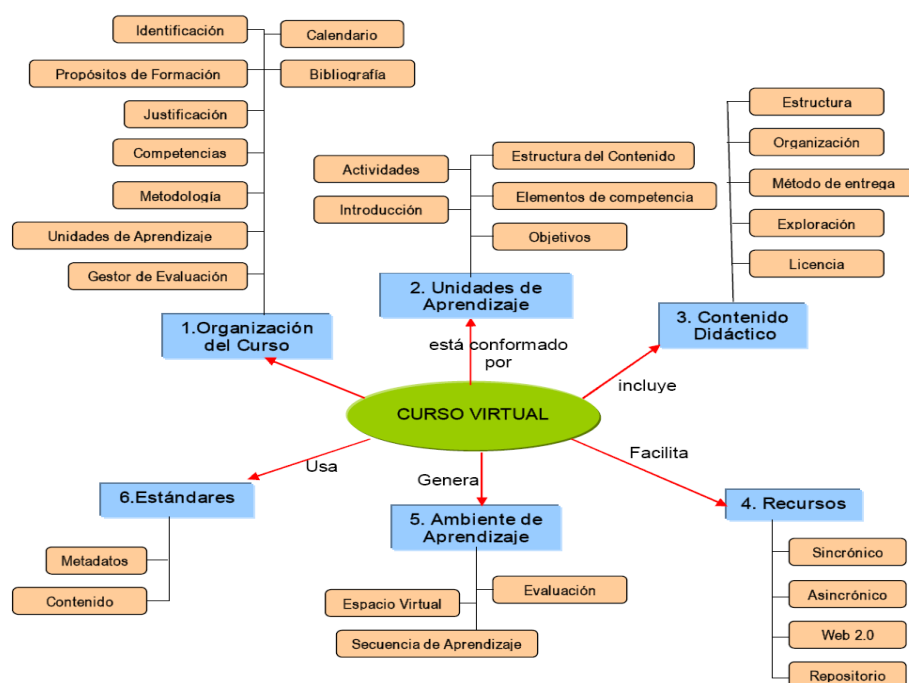 Identificación
Calendario
Propósitos de Formación
Bibliografía
Justificación
Competencias
Metodología
Unidades de Aprendizaje
Gestor de Evaluación
1.Organización
del Curso
Actividades
Estructura del Contenido
Introducción
Elementos de competencia
Objetivos
2. Unidades de
Aprendizaje
Estructura
Organización
Método de entrega
Exploración
Licencia
3. Contenido
Didáctico
está conformado
por
incluye
CURSO VIRTUAL
Usa
Genera
Facilita
6.Estándares
Metadatos
Contenido
5. Ambiente de
Aprendizaje
Evaluación
Espacio Virtual
Secuencia de Aprendizaje
4. Recursos
Sincrónico
Asincrónico
Web 2.0
Repositorio